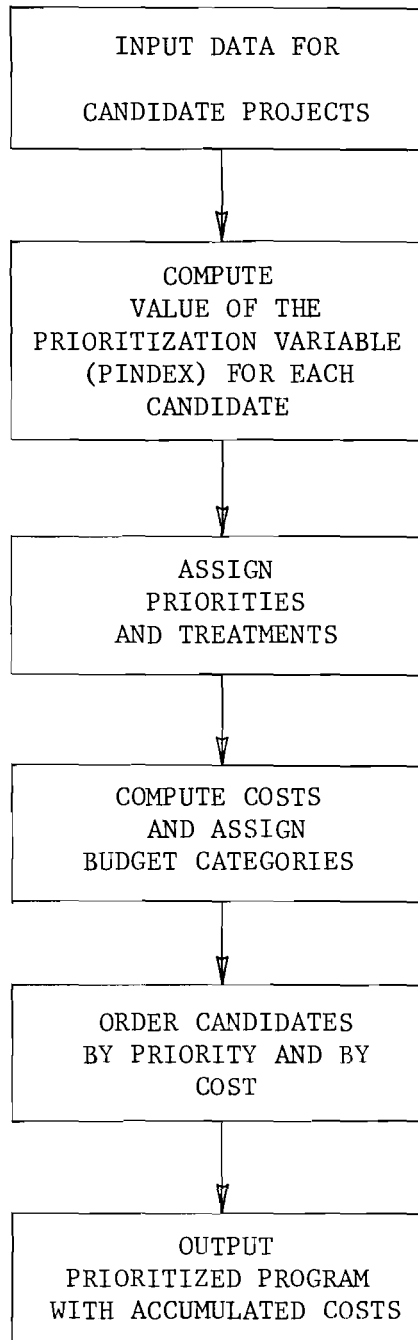 INPUT DATA FOR
CANDIDATE PROJECTS
COMPUTE
VALUE OF THE
PRIORITIZATION VARIABLE
(PINDEX) FOR EACH
CANDIDATE
ASSIGN
PRIORITIES
AND TREATMENTS
COMPUTE COSTS
AND ASSIGN
BUDGET CATEGORIES
ORDER CANDIDATES
BY PRIORITY AND BY
COST
OUTPUT
PRIORITIZED PROGRAM
WITH ACCUMULATED COSTS